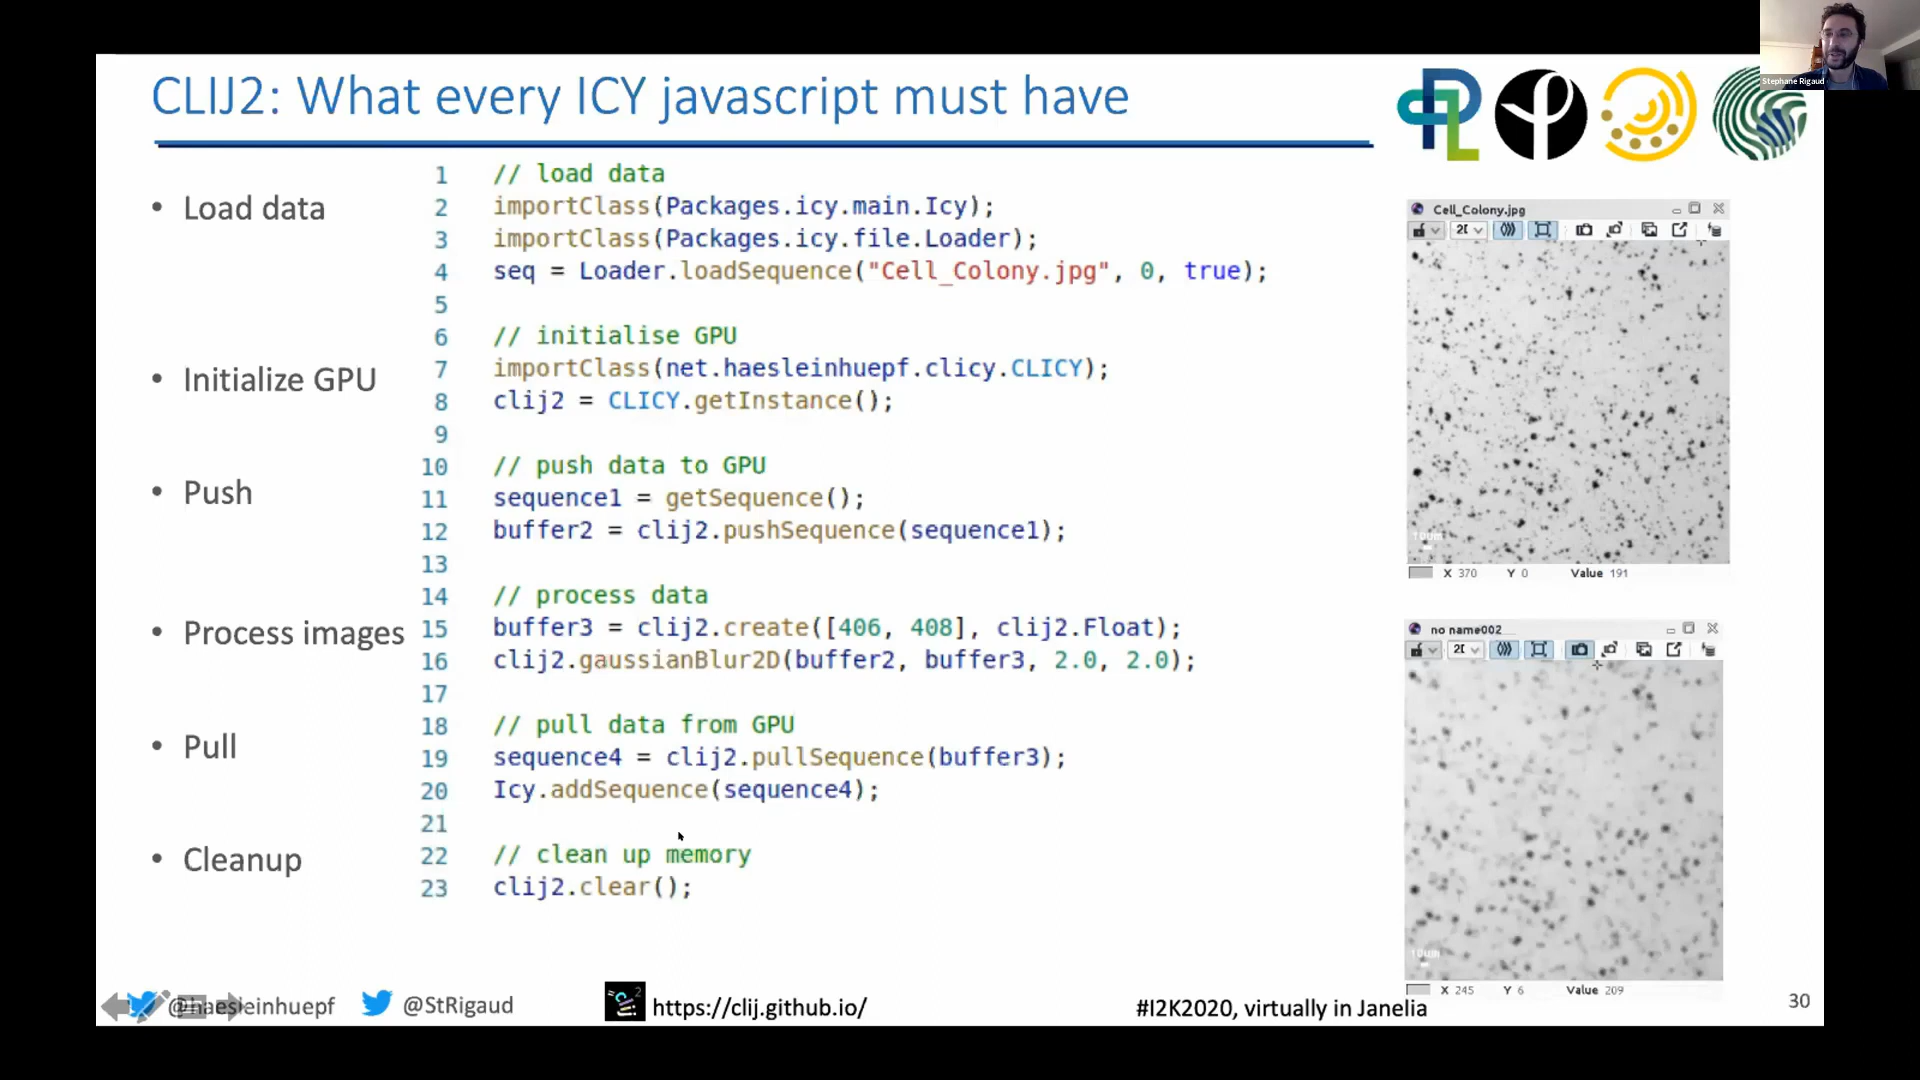 CLIJ2: What every ICY javascript must have
Stephane Rigaud
• Load data
• Initialize GPU
• Push
• Process images
• Pull
• Cleanup
1 // load data
2 importClass(Packages.icy.main.Icy);
3 importClass(Packages.icy.file.Loader);
4 seq = Loader.loadSequence("Cell_Colony.jpg", 0, true);
5
6 // initialise GPU
7 importClass(net.haesleinhuepf.clicy.CLICY);
8 clij2 = CLICY.getInstance();
9
10 // push data to GPU
11 sequence1 = getSequence();
12 buffer2 = clij2.pushSequence(sequence1);
13
14 // process data
15 buffer3 = clij2.create([406, 408], clij2.Float);
16 clij2.gaussianBlur2D(buffer2, buffer3, 2.0, 2.0);
17
18 // pull data from GPU
19 sequence4 = clij2.pullSequence(buffer3);
20 Icy.addSequence(sequence4);
21
22 // clean up memory
23 clij2.clear();
Cell_Colony.jpg
10um
X 370 Y 0 Value 191
no name002
10um
X 245 Y 6 Value 209
@haesleinhuepf @StRigaud https://clij.github.io/ #I2K2020, virtually in Janelia 30